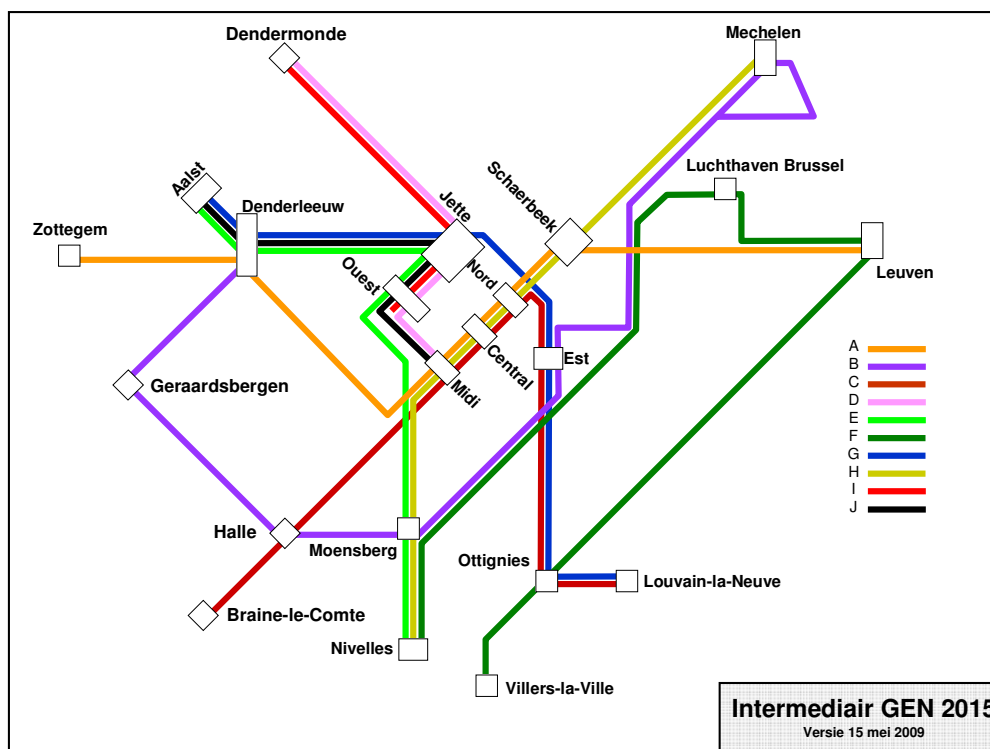 Dendermonde
Mechelen
Aalst
Denderleeuw
Jette
Schaerbeek
Luchthaven Brussel
Zottegem
Ouest
Nord
Leuven
Central
Est
Midi
Geraardsbergen
A
B
C
D
E
F
G
H
I
J
Halle
Moensberg
Ottignies
Louvain-la-Neuve
Braine-le-Comte
Nivelles
Villers-la-Ville
Intermediair GEN 2015
Versie 15 mei 2009